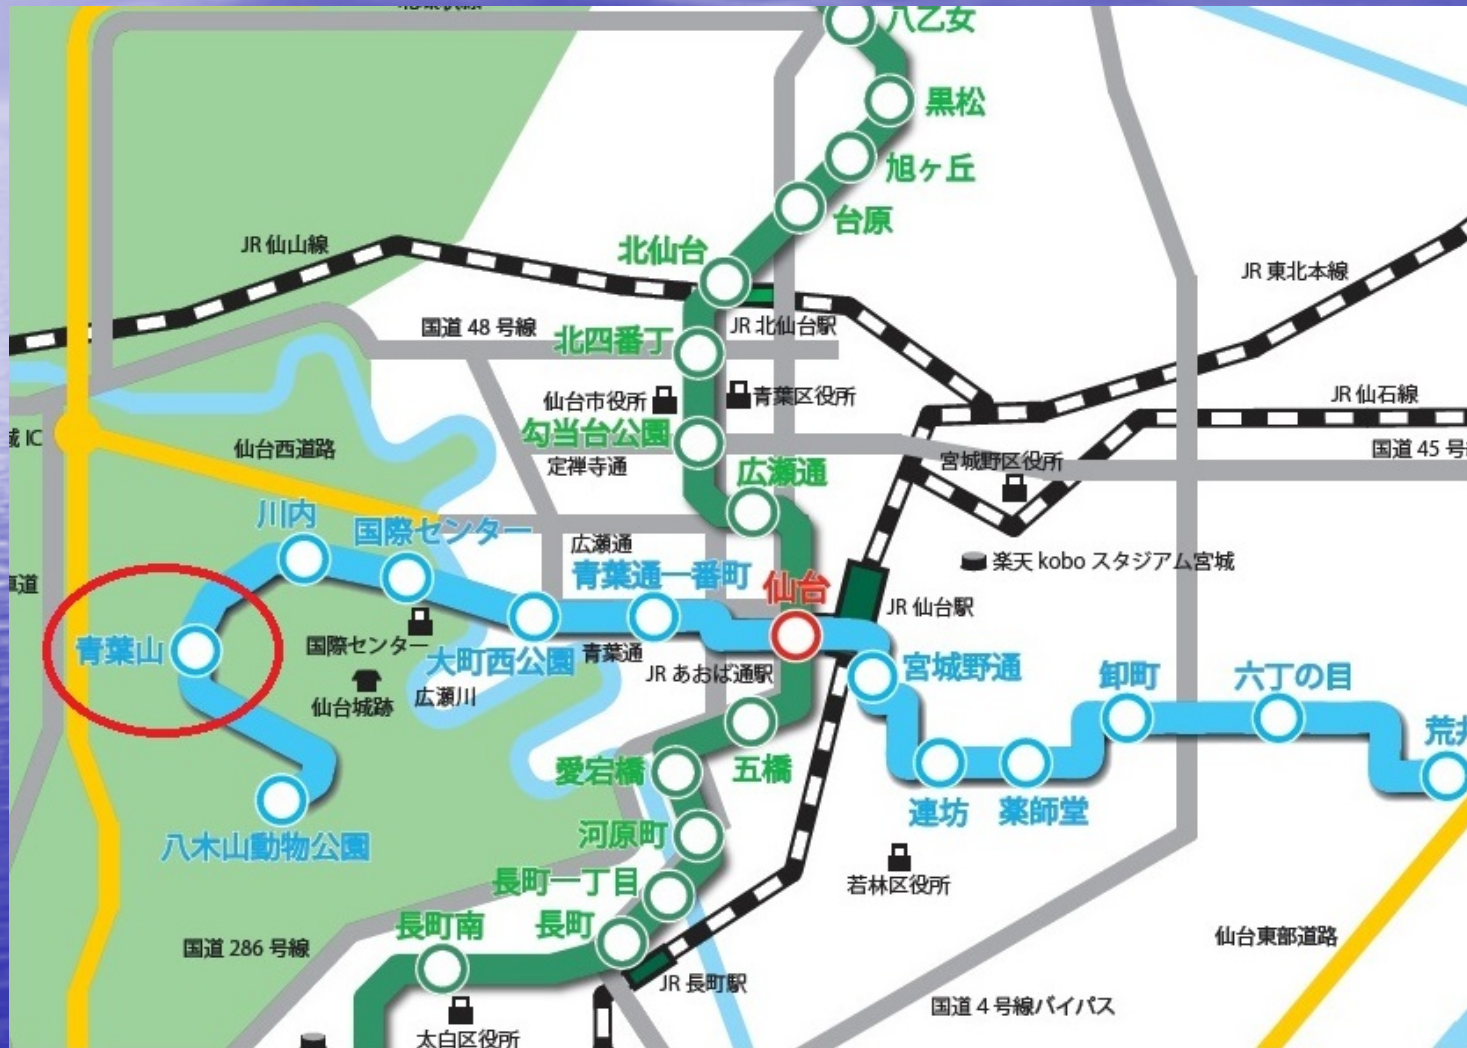 八乙女
黒松
旭ヶ丘
台原
JR 仙山線
北仙台
JR 東北本線
国道 48 号線
JR 北仙台駅
北四番丁
仙台市役所
青葉区役所
JR 仙石線
勾当台公園
IC
仙台西道路
定禅寺通
広瀬通
宮城野区役所
国道 45 号
川内
国際センター
広瀬通
楽天 kobo スタジアム宮城
青葉通一番町
仙台
JR 仙台駅
青葉山
国際センター
大町西公園
青葉通
JR あおば通駅
宮城野通
卸町
六丁の目
仙台城跡
広瀬川
荒井
愛宕橋
五橋
連坊
薬師堂
八木山動物公園
河原町
長町一丁目
若林区役所
長町南
長町
国道 286 号線
仙台東部道路
JR 長町駅
国道 4 号線バイパス
太白区役所